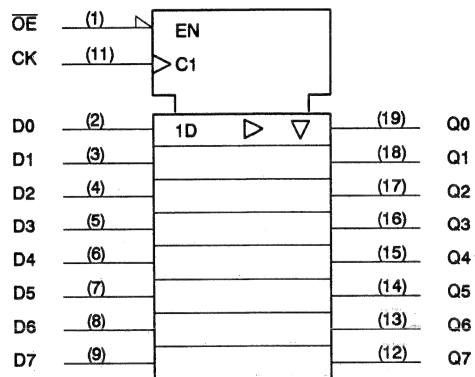 OE (1) EN
CK (11) C1
D0 (2) 1D (19) Q0
D1 (3) (18) Q1
D2 (4) (17) Q2
D3 (5) (16) Q3
D4 (6) (15) Q4
D5 (7) (14) Q5
D6 (8) (13) Q6
D7 (9) (12) Q7